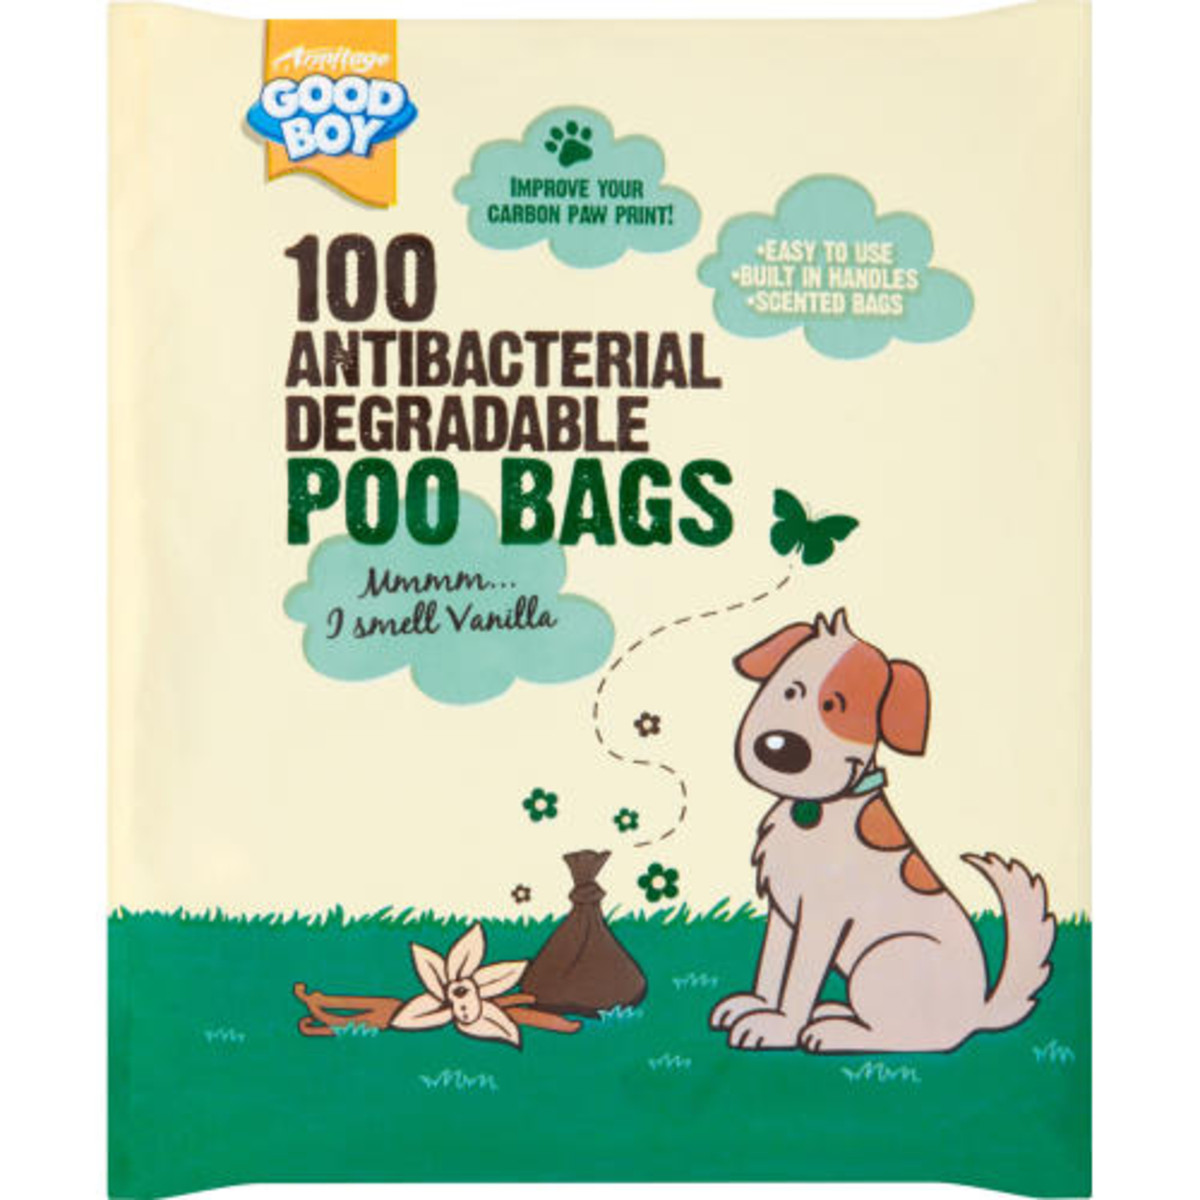 Armitage
GOOD
BOY
IMPROVE YOUR
CARBON PAW PRINT!
•EASY TO USE
•BUILT IN HANDLES
•SCENTED BAGS
100
ANTIBACTERIAL
DEGRADABLE
POO BAGS
Mmmm...
I smell Vanilla